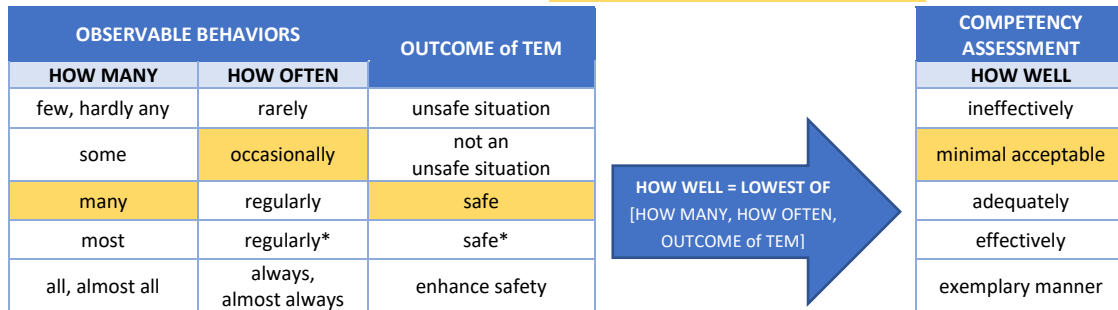 OBSERVABLE BEHAVIORS
OUTCOME of TEM
HOW MANY
HOW OFTEN
few, hardly any
rarely
unsafe situation
some
occasionally
not an
unsafe situation
many
regularly
safe
most
regularly*
safe*
all, almost all
always,
almost always
enhance safety
HOW WELL = LOWEST OF
[HOW MANY, HOW OFTEN,
OUTCOME of TEM]
COMPETENCY
ASSESSMENT
HOW WELL
ineffectively
minimal acceptable
adequately
effectively
exemplary manner